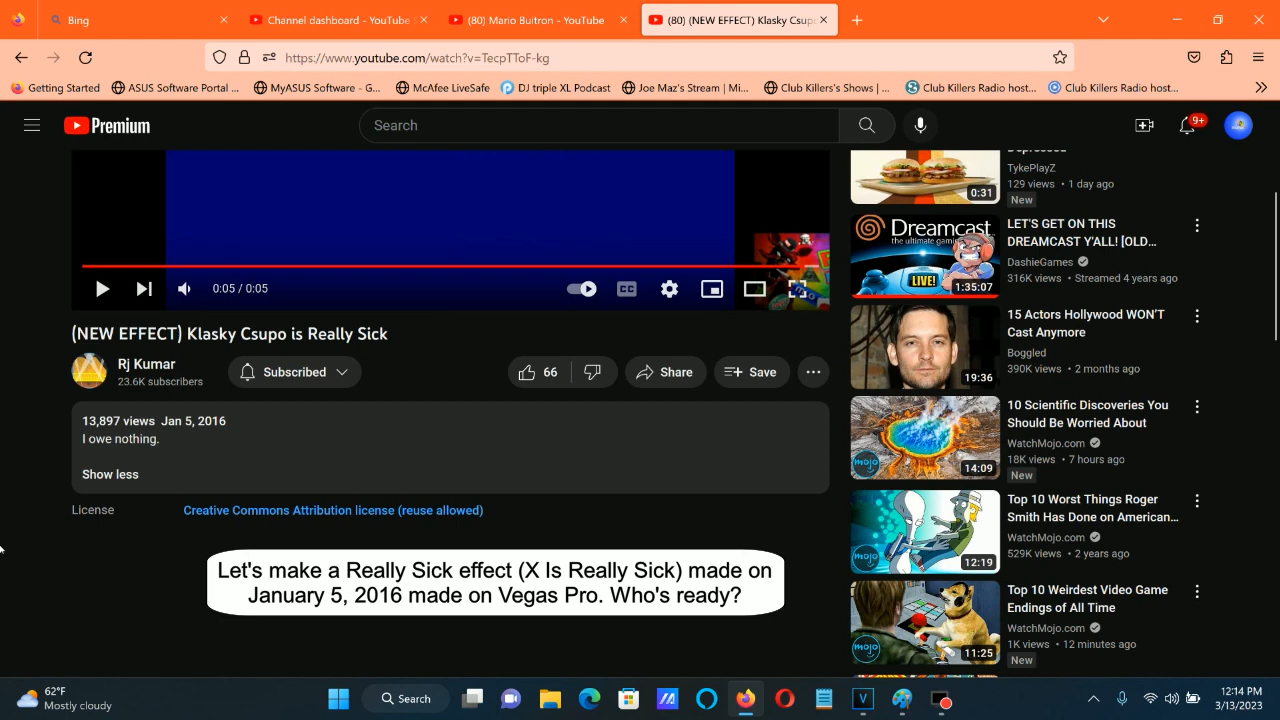 Bing
Channel dashboard - YouTube
(80) Mario Buitron - YouTube
(80) (NEW EFFECT) Klasky Csupo
https://www.youtube.com/watch?v=TecpTToF-kg
Getting Started
ASUS Software Portal ...
MyASUS Software - G...
McAfee LiveSafe
DJ triple XL Podcast
Joe Maz's Stream | Mi...
Club Killers's Shows | ...
Club Killers Radio host...
Club Killers Radio host...
Premium
Search
9+
0:05 / 0:05
CC
(NEW EFFECT) Klasky Csupo is Really Sick
Rj Kumar
23.6K subscribers
Subscribed
66
Share
Save
13,897 views Jan 5, 2016
I owe nothing.
Show less
License
Creative Commons Attribution license (reuse allowed)
Let's make a Really Sick effect (X Is Really Sick) made on
January 5, 2016 made on Vegas Pro. Who's ready?
0:31
TykePlayZ
129 views • 1 day ago
New
Dreamcast
the ultimate gaming
LIVE!
1:35:07
LET'S GET ON THIS
DREAMCAST Y'ALL! [OLD...
DashieGames
316K views • Streamed 4 years ago
19:36
15 Actors Hollywood WON'T
Cast Anymore
Boggled
390K views • 2 months ago
mojo
14:09
10 Scientific Discoveries You
Should Be Worried About
WatchMojo.com
18K views • 7 hours ago
New
mojo
12:19
Top 10 Worst Things Roger
Smith Has Done on American...
WatchMojo.com
529K views • 2 years ago
mojo
11:25
Top 10 Weirdest Video Game
Endings of All Time
WatchMojo.com
1K views • 12 minutes ago
New
62°F
Mostly cloudy
Search
12:14 PM
3/13/2023